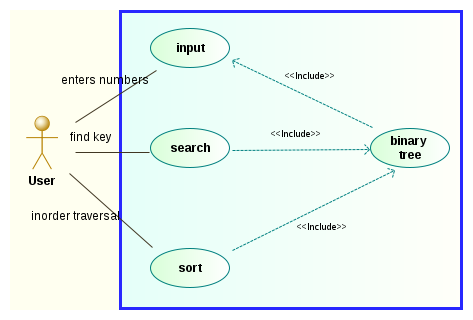 input
enters numbers
<<Include>>
find key
<<Include>>
search
binary
tree
User
inorder traversal
<<Include>>
sort